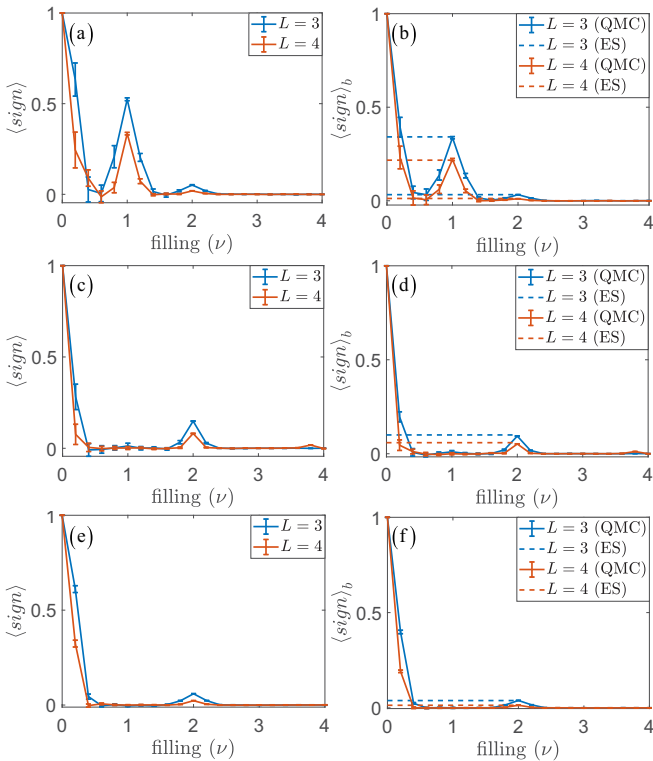 (a)
L = 3
L = 4
⟨sign⟩
1
0.5
0
0 1 2 3 4
filling (ν)
(b)
L = 3 (QMC)
L = 3 (ES)
L = 4 (QMC)
L = 4 (ES)
⟨sign⟩b
1
0.5
0
0 1 2 3 4
filling (ν)
(c)
L = 3
L = 4
⟨sign⟩
1
0.5
0
0 1 2 3 4
filling (ν)
(d)
L = 3 (QMC)
L = 3 (ES)
L = 4 (QMC)
L = 4 (ES)
⟨sign⟩b
1
0.5
0
0 1 2 3 4
filling (ν)
(e)
L = 3
L = 4
⟨sign⟩
1
0.5
0
0 1 2 3 4
filling (ν)
(f)
L = 3 (QMC)
L = 3 (ES)
L = 4 (QMC)
L = 4 (ES)
⟨sign⟩b
1
0.5
0
0 1 2 3 4
filling (ν)